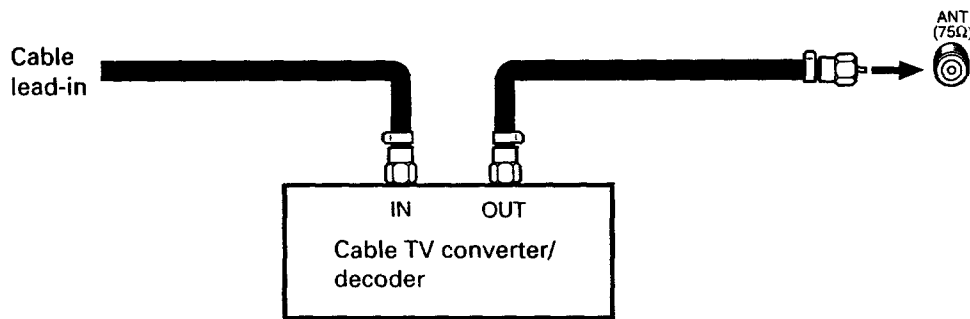 ANT
(75Ω)
Cable
lead-in
IN OUT
Cable TV converter/
decoder